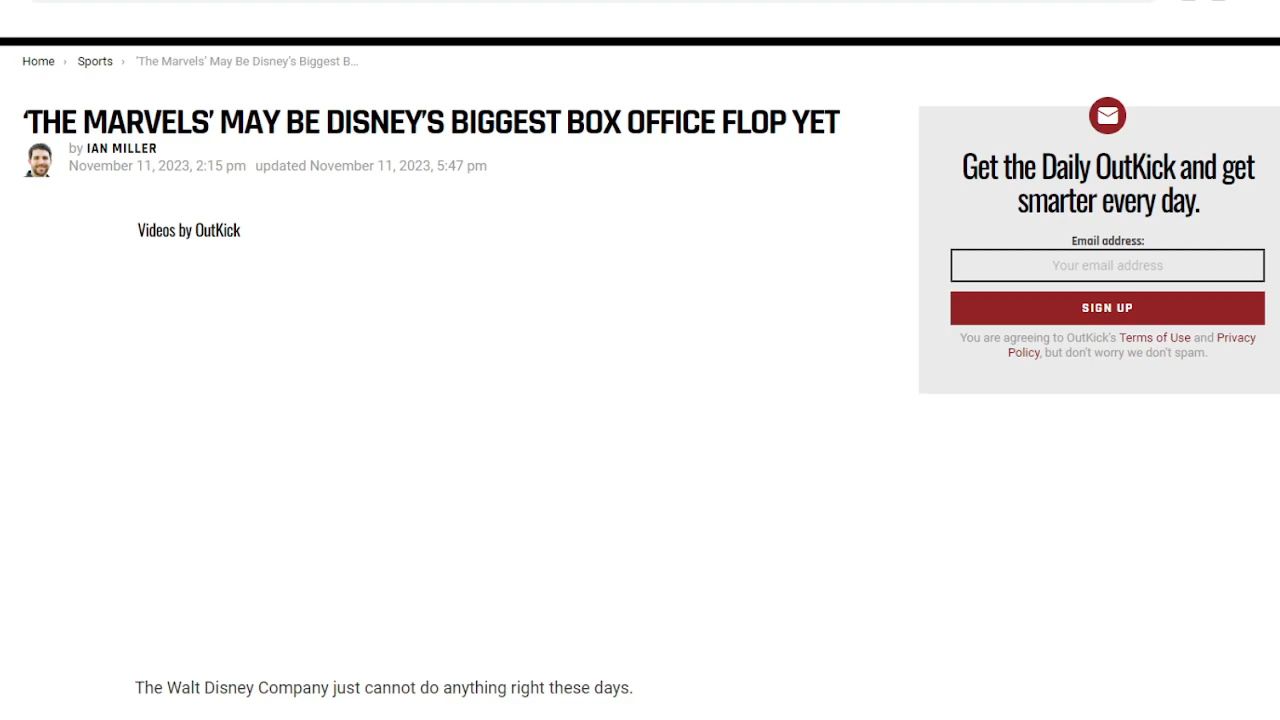 Home › Sports › ‘The Marvels’ May Be Disney’s Biggest B...
‘THE MARVELS’ MAY BE DISNEY’S BIGGEST BOX OFFICE FLOP YET
by IAN MILLER
November 11, 2023, 2:15 pm updated November 11, 2023, 5:47 pm
Videos by OutKick
The Walt Disney Company just cannot do anything right these days.
Get the Daily OutKick and get
smarter every day.
Email address:
Your email address
SIGN UP
You are agreeing to OutKick's Terms of Use and Privacy
Policy, but don't worry we don't spam.